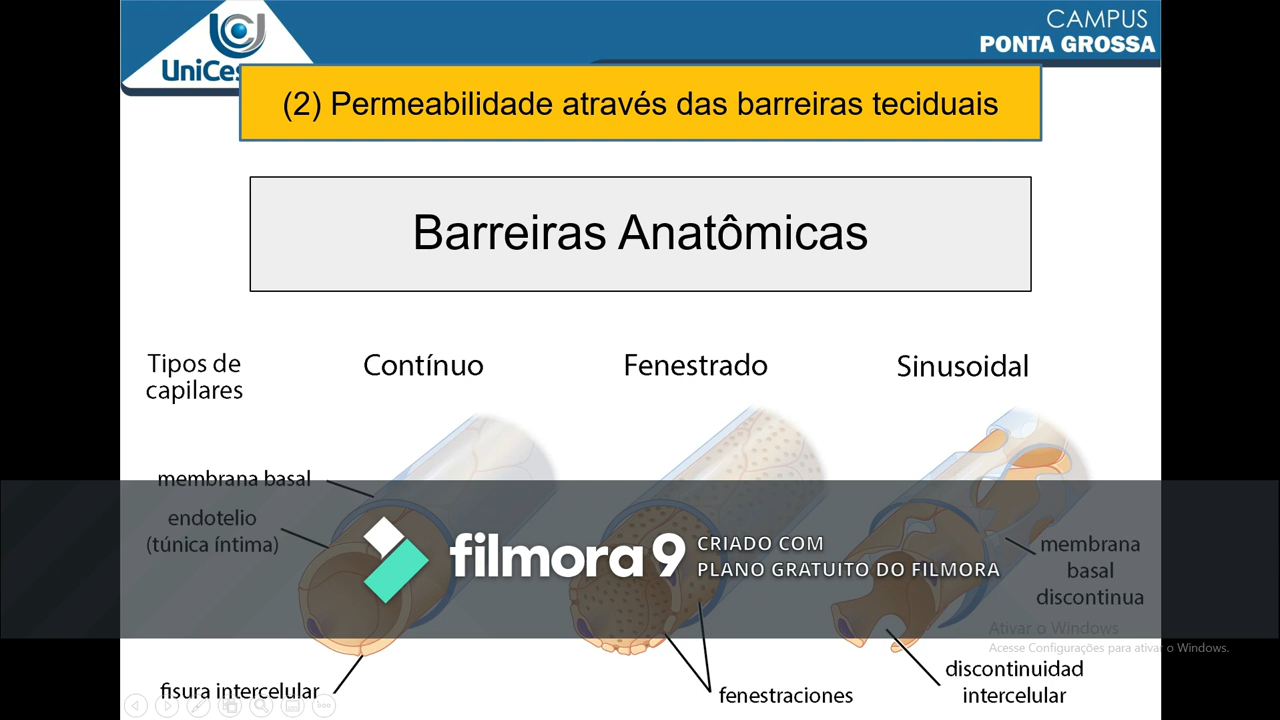 UniCes
CAMPUS
PONTA GROSSA
(2) Permeabilidade através das barreiras teciduais
Barreiras Anatômicas
Tipos de
capilares
Contínuo
Fenestrado
Sinusoidal
membrana basal
endotelio
(túnica íntima)
filmora 9
CRIADO COM
PLANO GRATUITO DO FILMORA
membrana
basal
discontinua
Ativar o Windows
Acesse Configurações para ativar o Windows.
fisura intercelular
fenestraciones
discontinuidad
intercelular